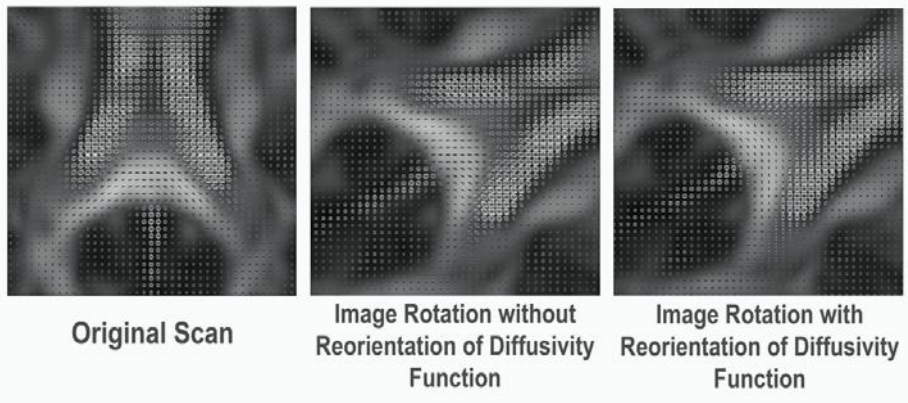 Original Scan
Image Rotation without
Reorientation of Diffusivity
Function
Image Rotation with
Reorientation of Diffusivity
Function